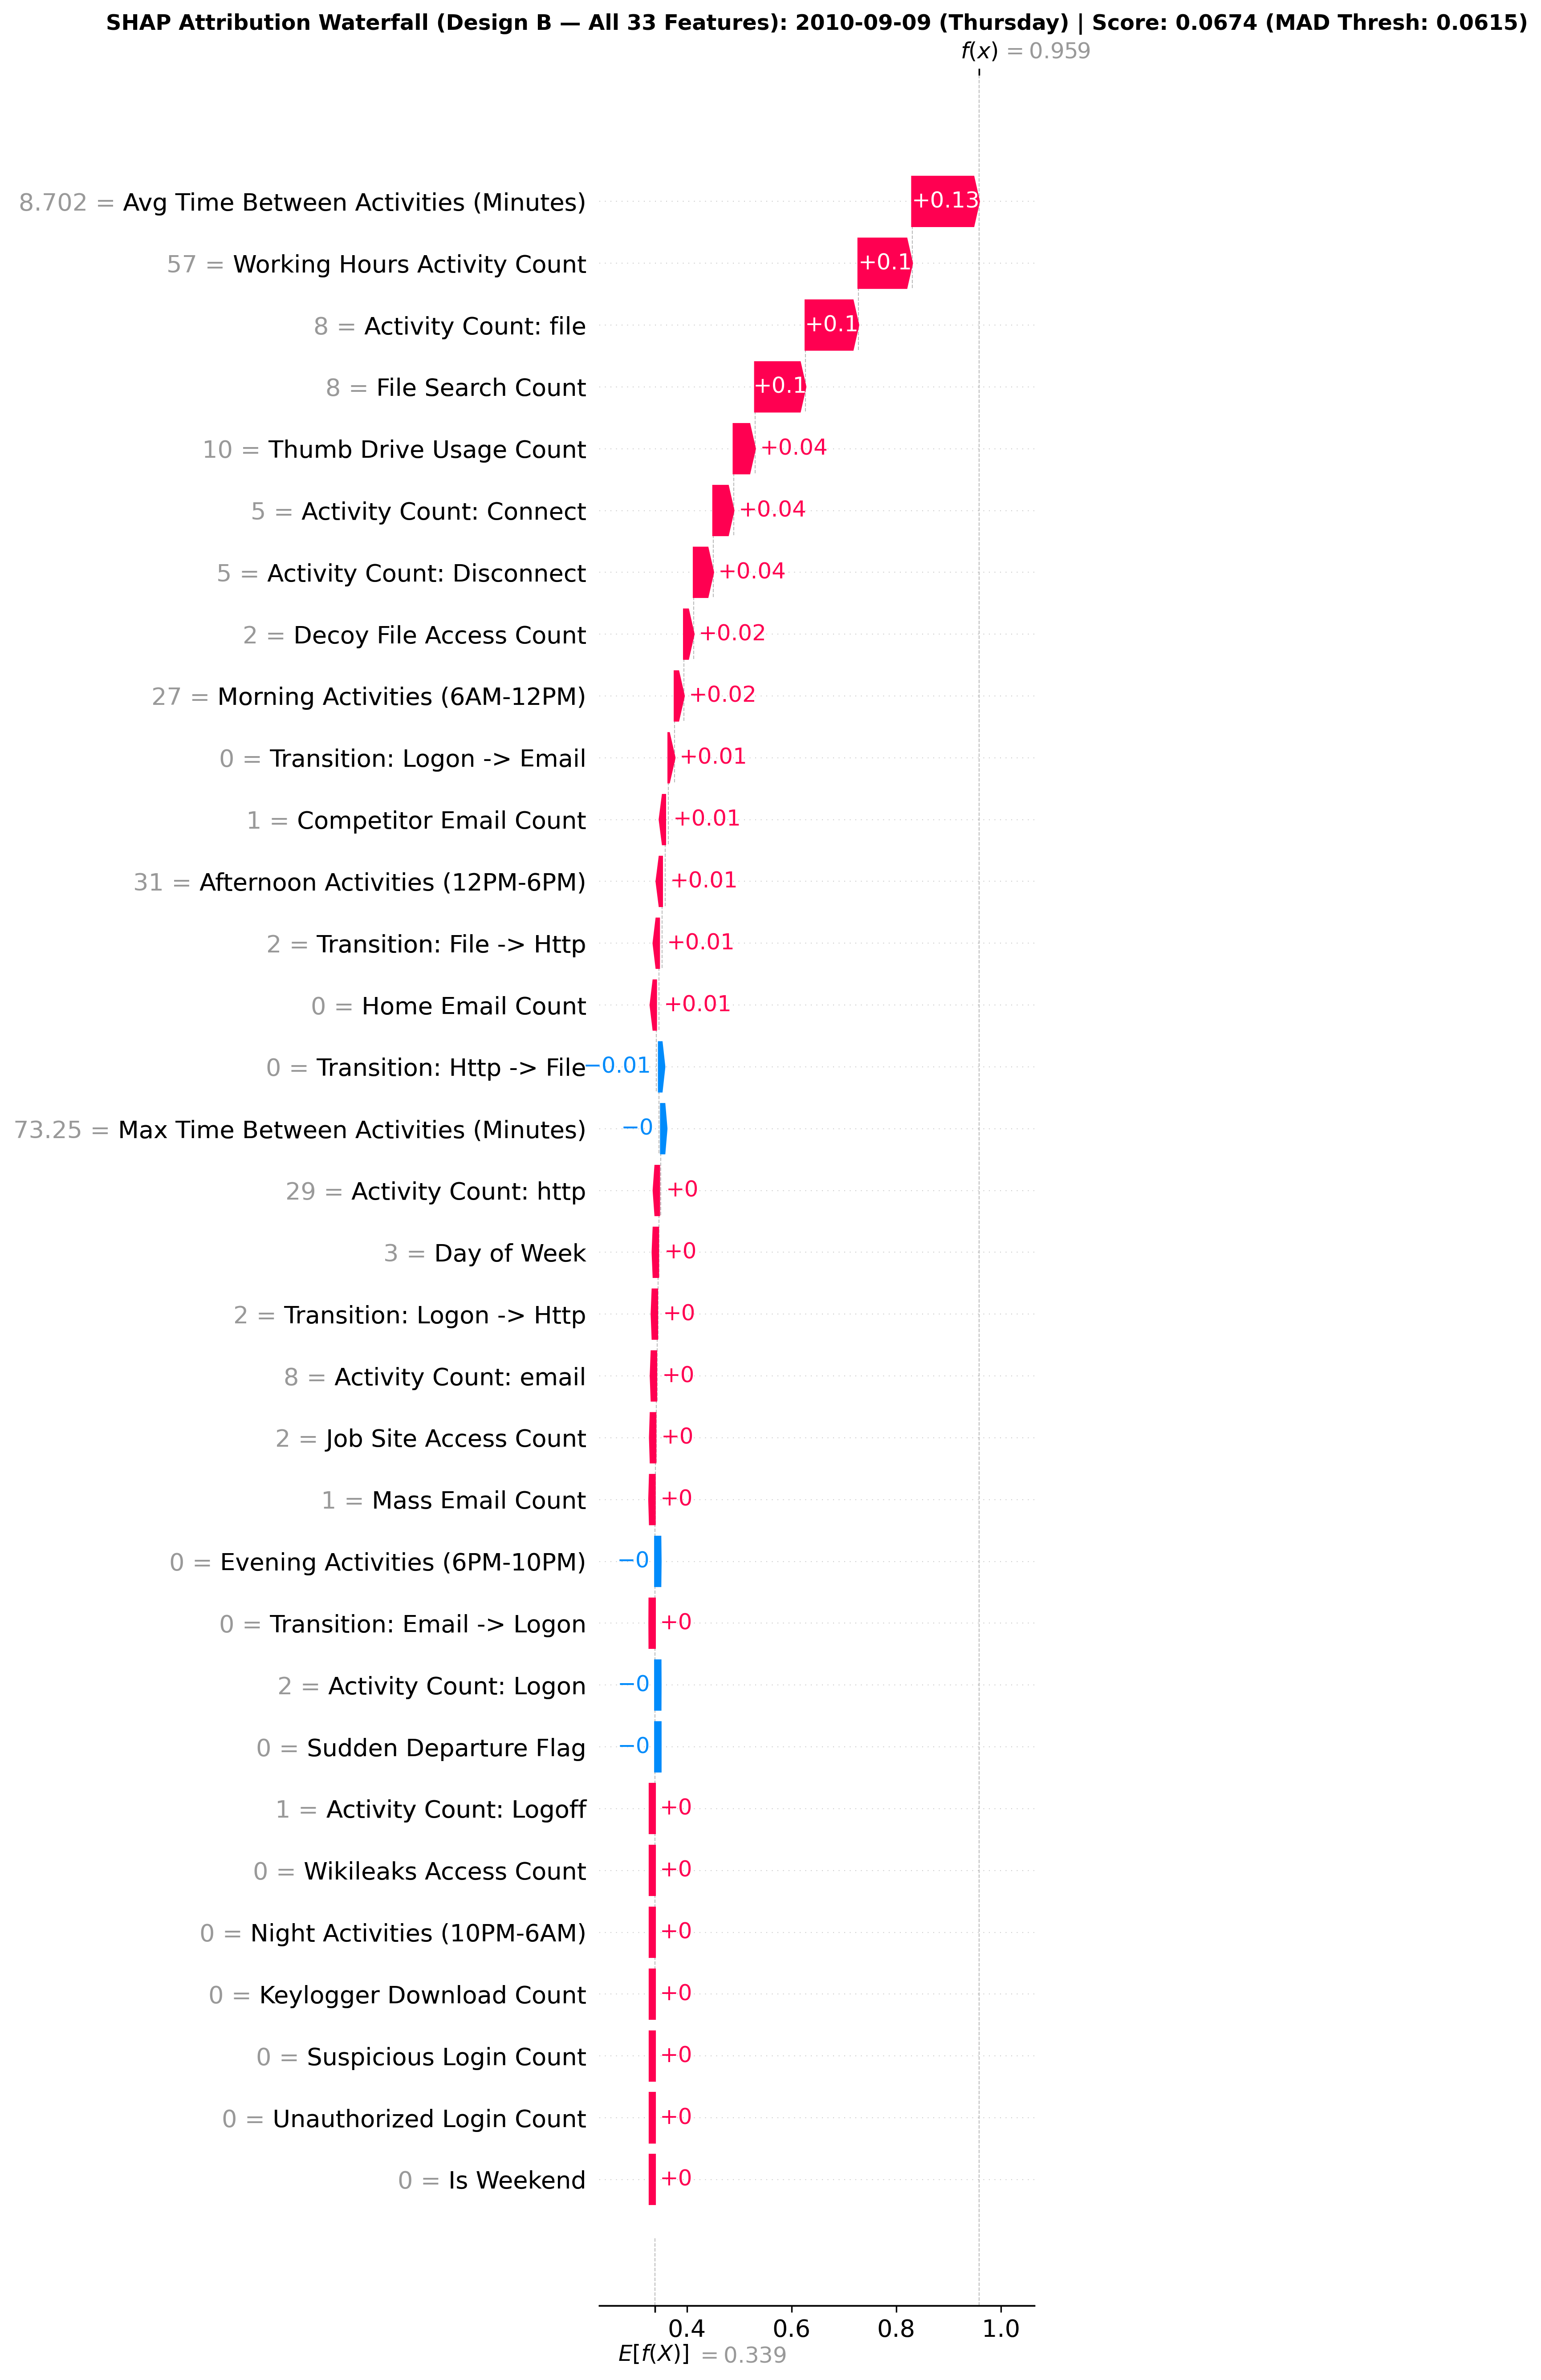 SHAP Attribution Waterfall (Design B — All 33 Features): 2010-09-09 (Thursday) | Score: 0.0674 (MAD Thresh: 0.0615)
f(x) = 0.959
8.702 = Avg Time Between Activities (Minutes) +0.13
57 = Working Hours Activity Count +0.1
8 = Activity Count: file +0.1
8 = File Search Count +0.1
10 = Thumb Drive Usage Count +0.04
5 = Activity Count: Connect +0.04
5 = Activity Count: Disconnect +0.04
2 = Decoy File Access Count +0.02
27 = Morning Activities (6AM-12PM) +0.02
0 = Transition: Logon -> Email +0.01
1 = Competitor Email Count +0.01
31 = Afternoon Activities (12PM-6PM) +0.01
2 = Transition: File -> Http +0.01
0 = Home Email Count +0.01
0 = Transition: Http -> File −0.01
73.25 = Max Time Between Activities (Minutes) −0
29 = Activity Count: http +0
3 = Day of Week +0
2 = Transition: Logon -> Http +0
8 = Activity Count: email +0
2 = Job Site Access Count +0
1 = Mass Email Count +0
0 = Evening Activities (6PM-10PM) −0
0 = Transition: Email -> Logon +0
2 = Activity Count: Logon −0
0 = Sudden Departure Flag −0
1 = Activity Count: Logoff +0
0 = Wikileaks Access Count +0
0 = Night Activities (10PM-6AM) +0
0 = Keylogger Download Count +0
0 = Suspicious Login Count +0
0 = Unauthorized Login Count +0
0 = Is Weekend +0
0.4 0.6 0.8 1.0
E[f(X)] = 0.339